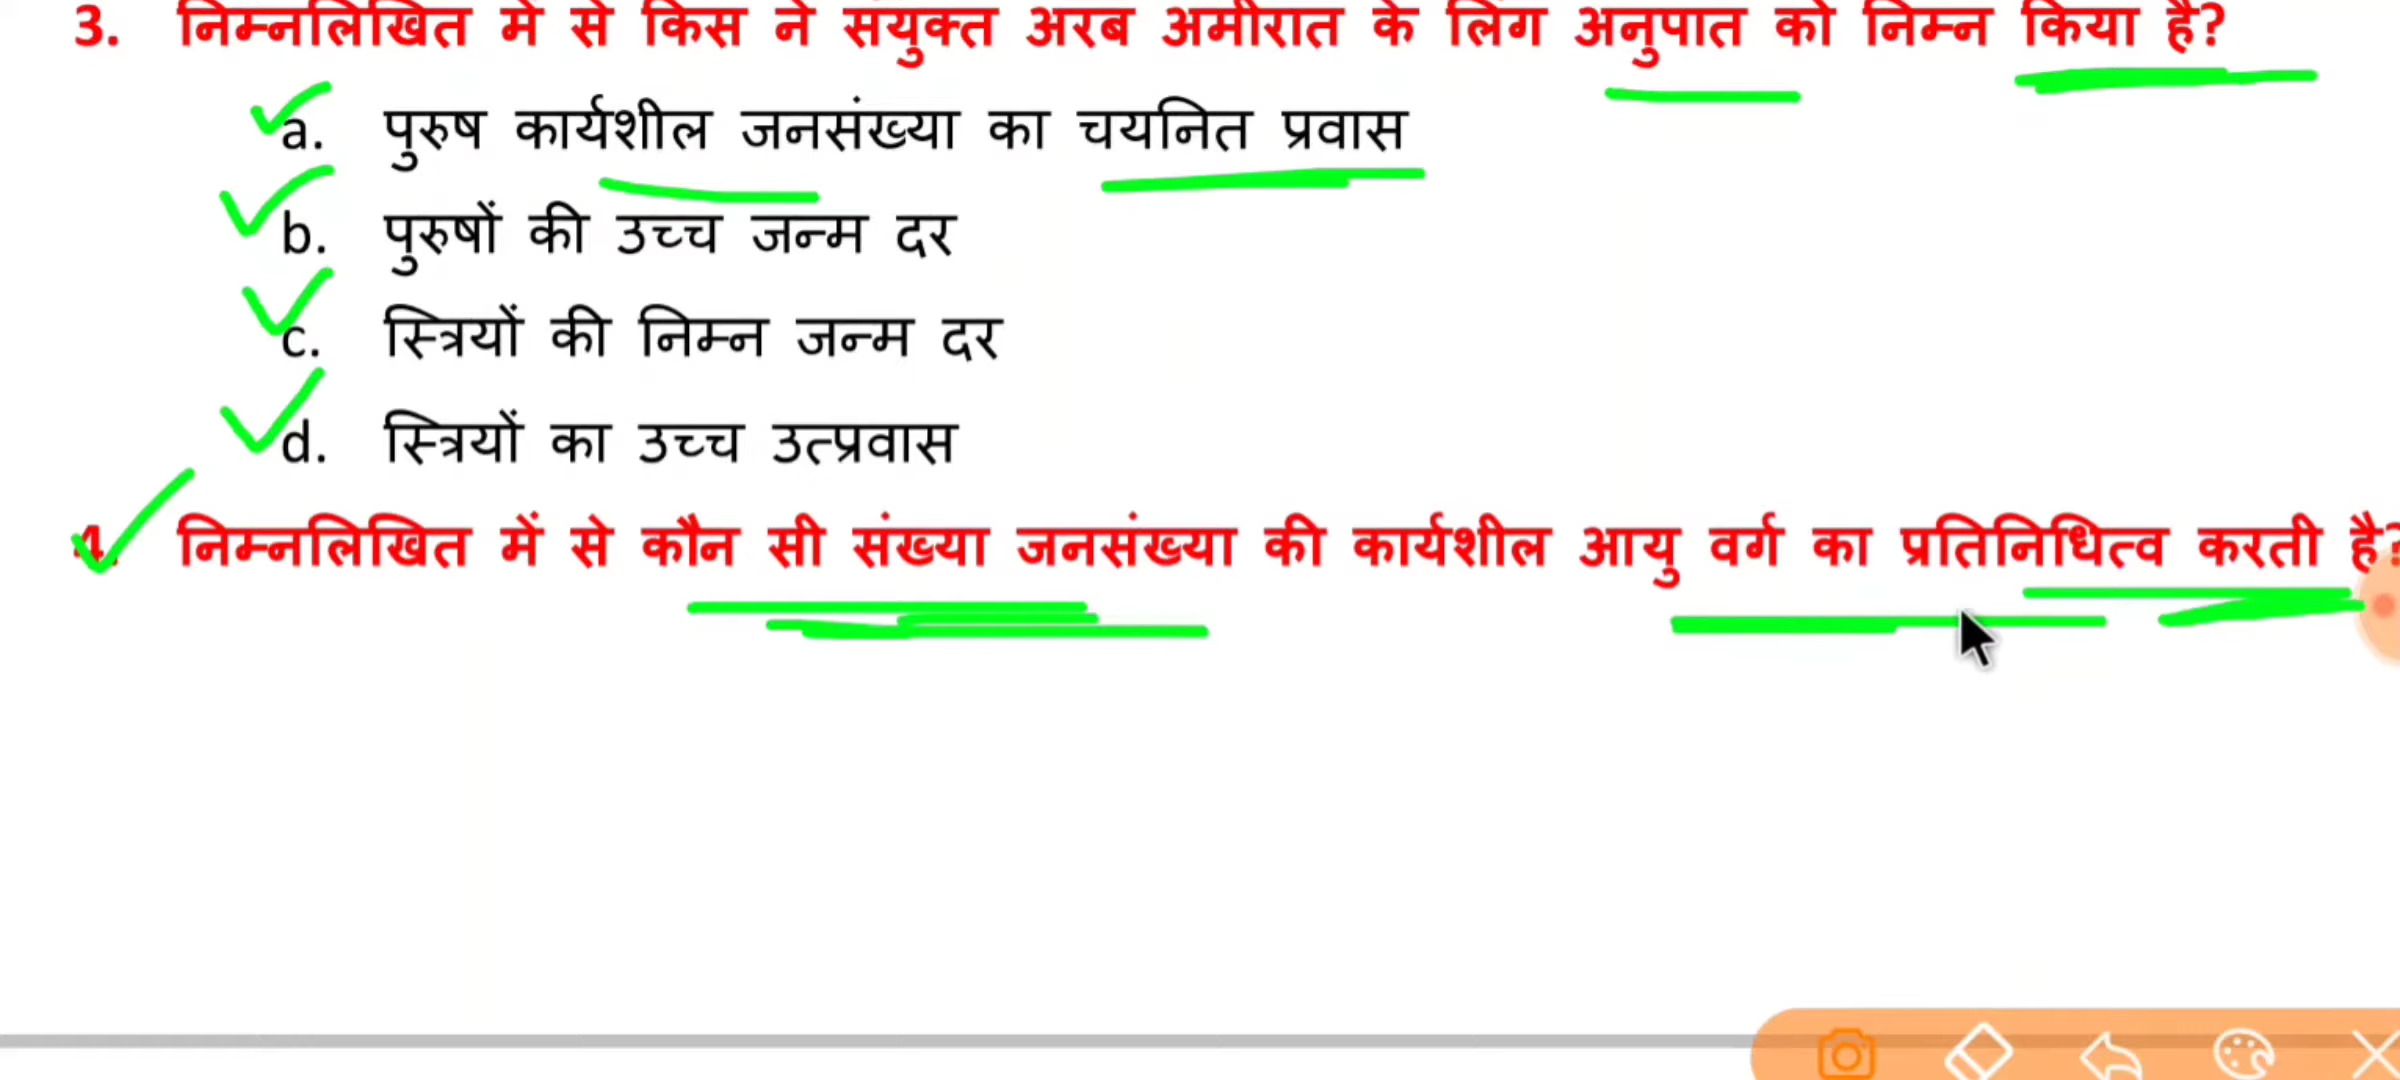 3. निम्नलिखित में से किस ने संयुक्त अरब अमीरात के लिंग अनुपात को निम्न किया है?
a. पुरुष कार्यशील जनसंख्या का चयनित प्रवास
b. पुरुषों की उच्च जन्म दर
c. स्त्रियों की निम्न जन्म दर
d. स्त्रियों का उच्च उत्प्रवास
4. निम्नलिखित में से कौन सी संख्या जनसंख्या की कार्यशील आयु वर्ग का प्रतिनिधित्व करती है?